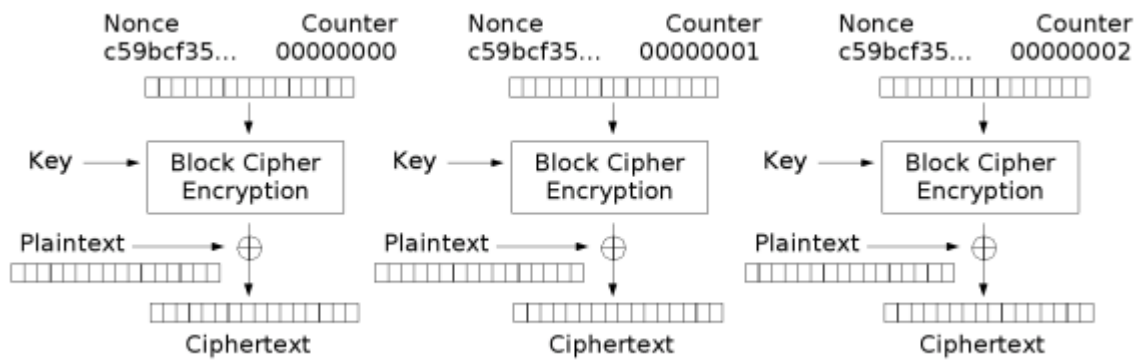 Nonce Counter Nonce Counter Nonce Counter
c59bcf35... 00000000 c59bcf35... 00000001 c59bcf35... 00000002
Key Block Cipher Key Block Cipher Key Block Cipher
Encryption Encryption Encryption
Plaintext Plaintext Plaintext
Ciphertext Ciphertext Ciphertext